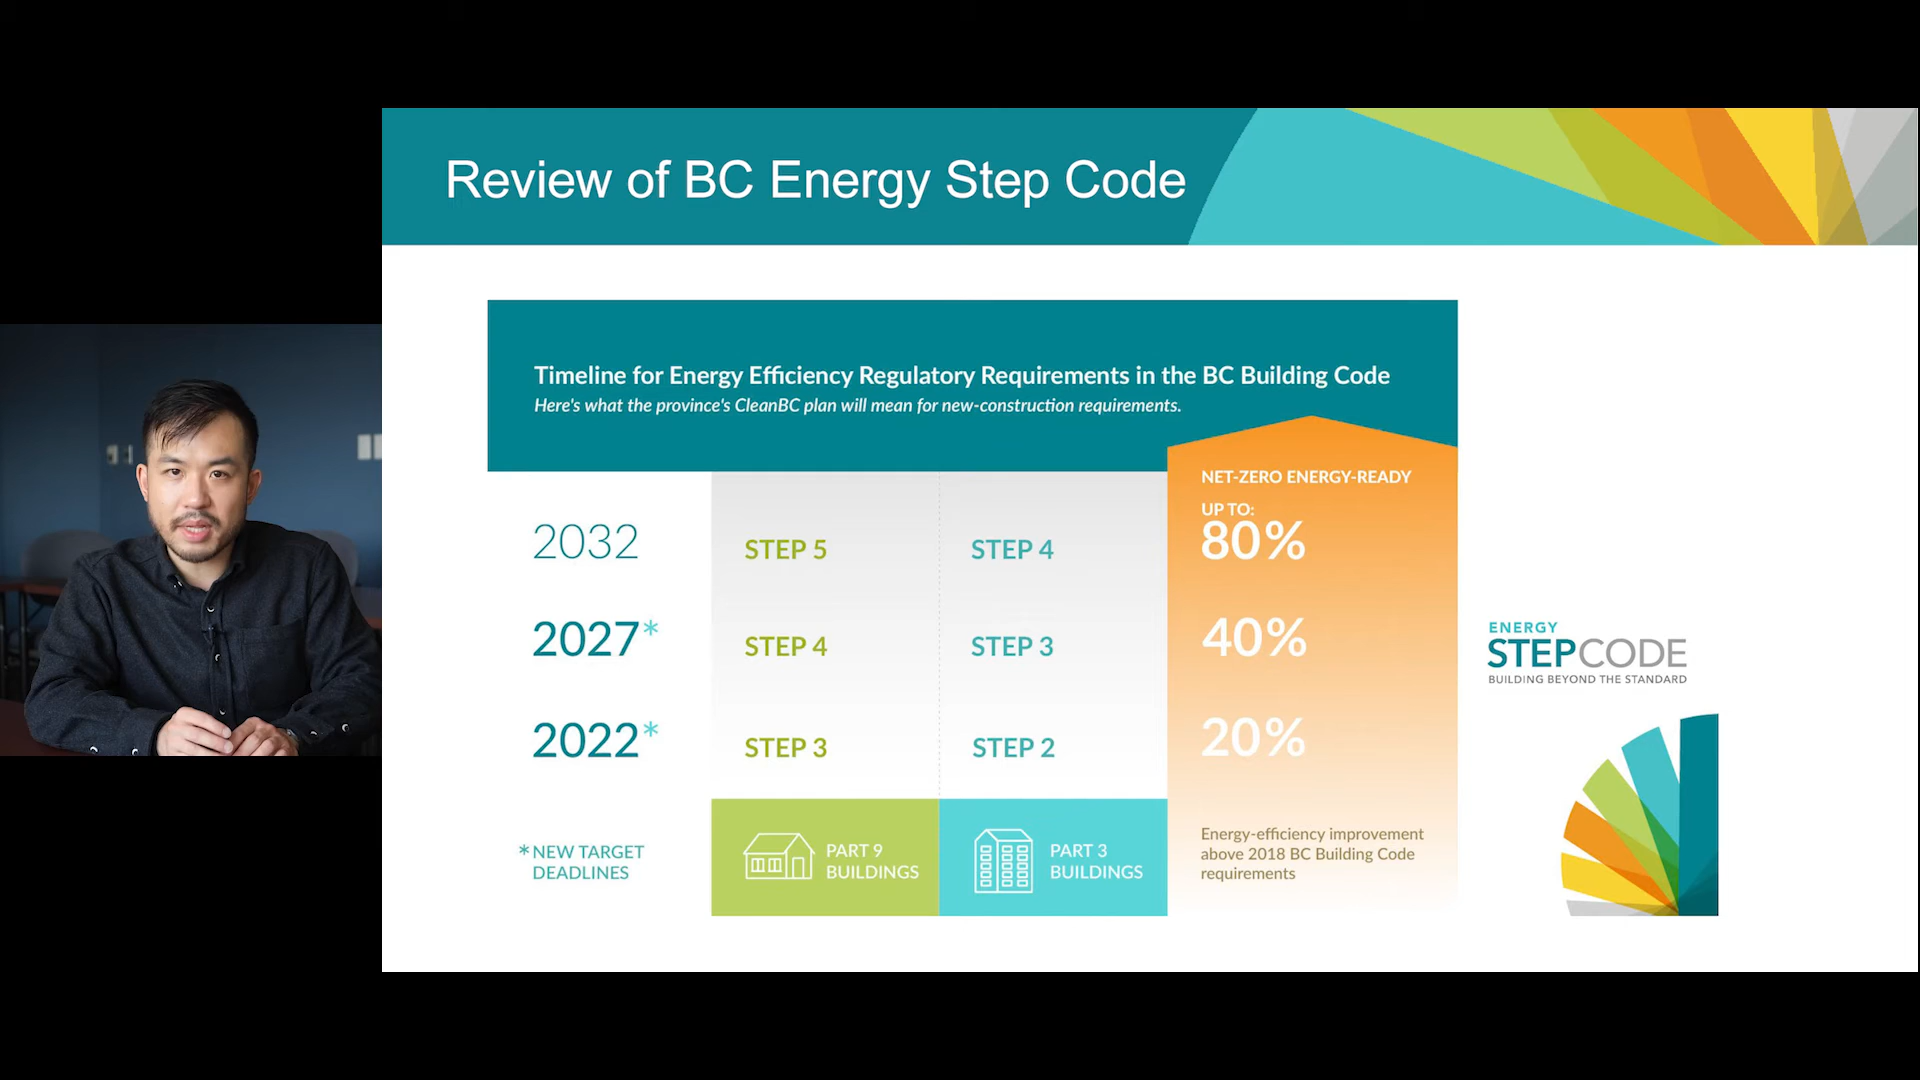 Review of BC Energy Step Code
Timeline for Energy Efficiency Regulatory Requirements in the BC Building Code
Here's what the province's CleanBC plan will mean for new-construction requirements.
NET-ZERO ENERGY-READY
UP TO:
2032 STEP 5 STEP 4 80%
2027* STEP 4 STEP 3 40%
2022* STEP 3 STEP 2 20%
*NEW TARGET
DEADLINES
PART 9
BUILDINGS
PART 3
BUILDINGS
Energy-efficiency improvement
above 2018 BC Building Code
requirements
ENERGY
STEPCODE
BUILDING BEYOND THE STANDARD